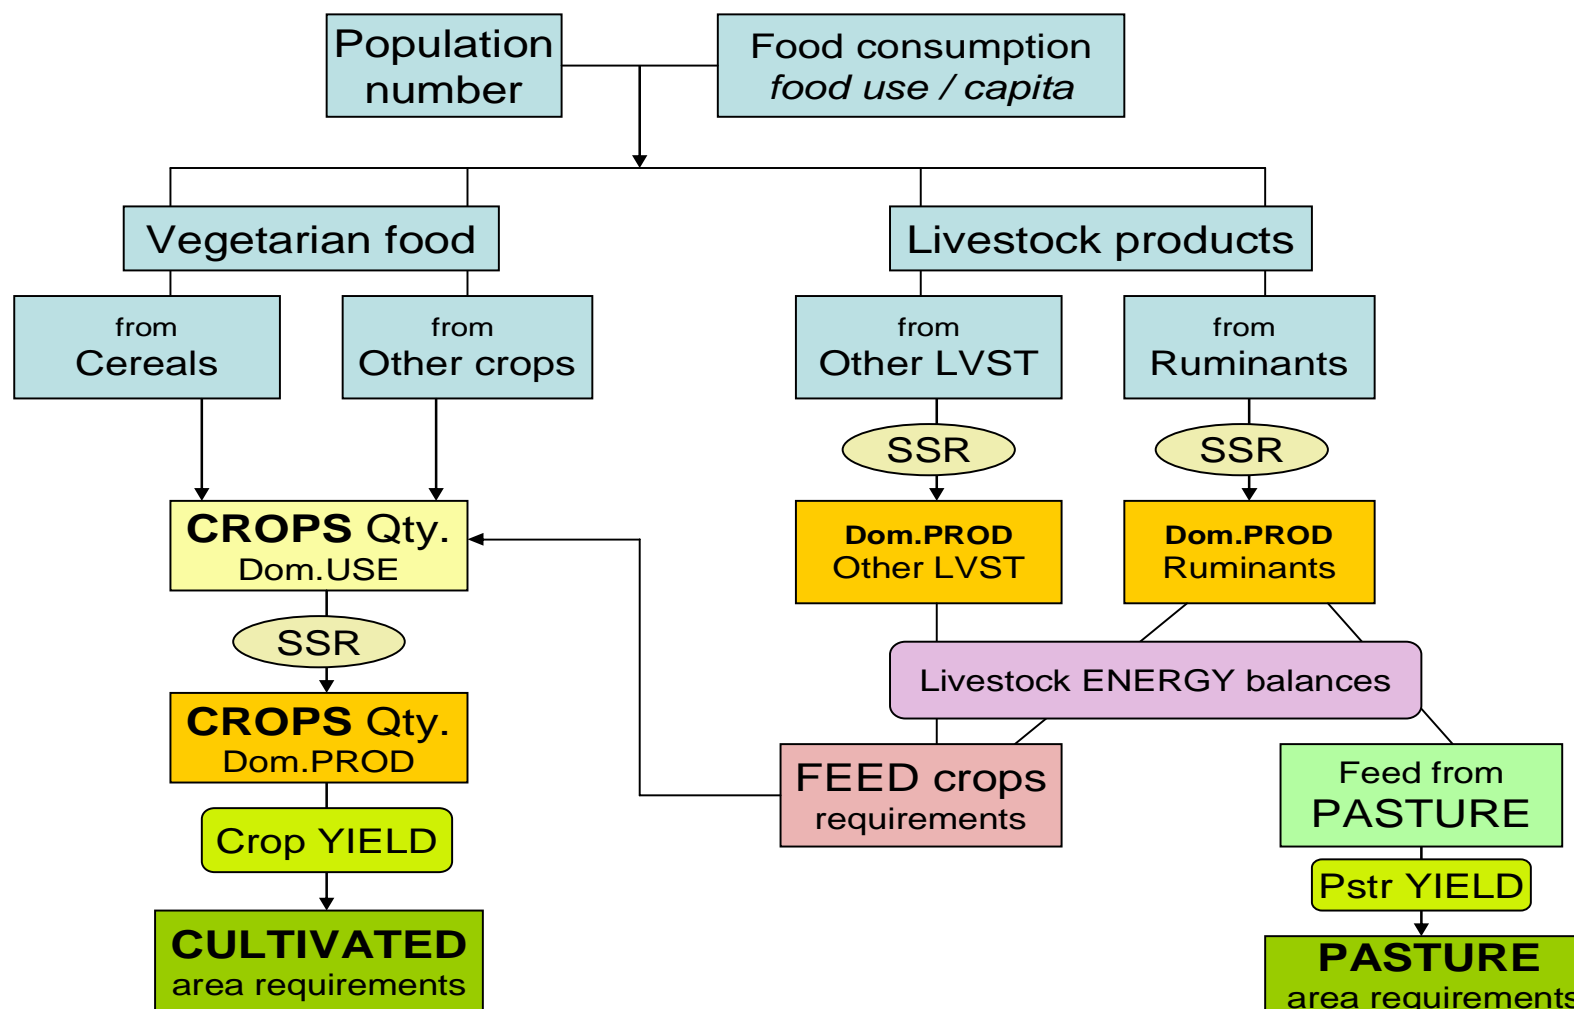 Population
number
Food consumption
food use / capita
Vegetarian food
Livestock products
from
Cereals
from
Other crops
from
Other LVST
from
Ruminants
SSR
SSR
CROPS Qty.
Dom.USE
Dom.PROD
Other LVST
Dom.PROD
Ruminants
SSR
Livestock ENERGY balances
CROPS Qty.
Dom.PROD
FEED crops
requirements
Feed from
PASTURE
Crop YIELD
Pstr YIELD
CULTIVATED
area requirements
PASTURE
area requirements